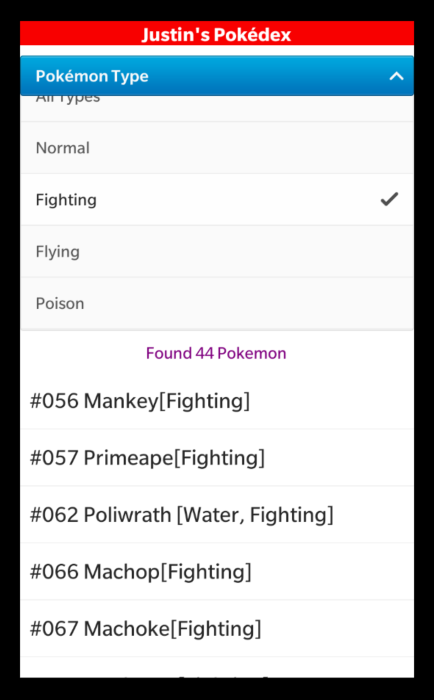 Justin's Pokédex
Pokémon Type
All Types
Normal
Fighting
Flying
Poison
Found 44 Pokemon
#056 Mankey[Fighting]
#057 Primeape[Fighting]
#062 Poliwrath [Water, Fighting]
#066 Machop[Fighting]
#067 Machoke[Fighting]